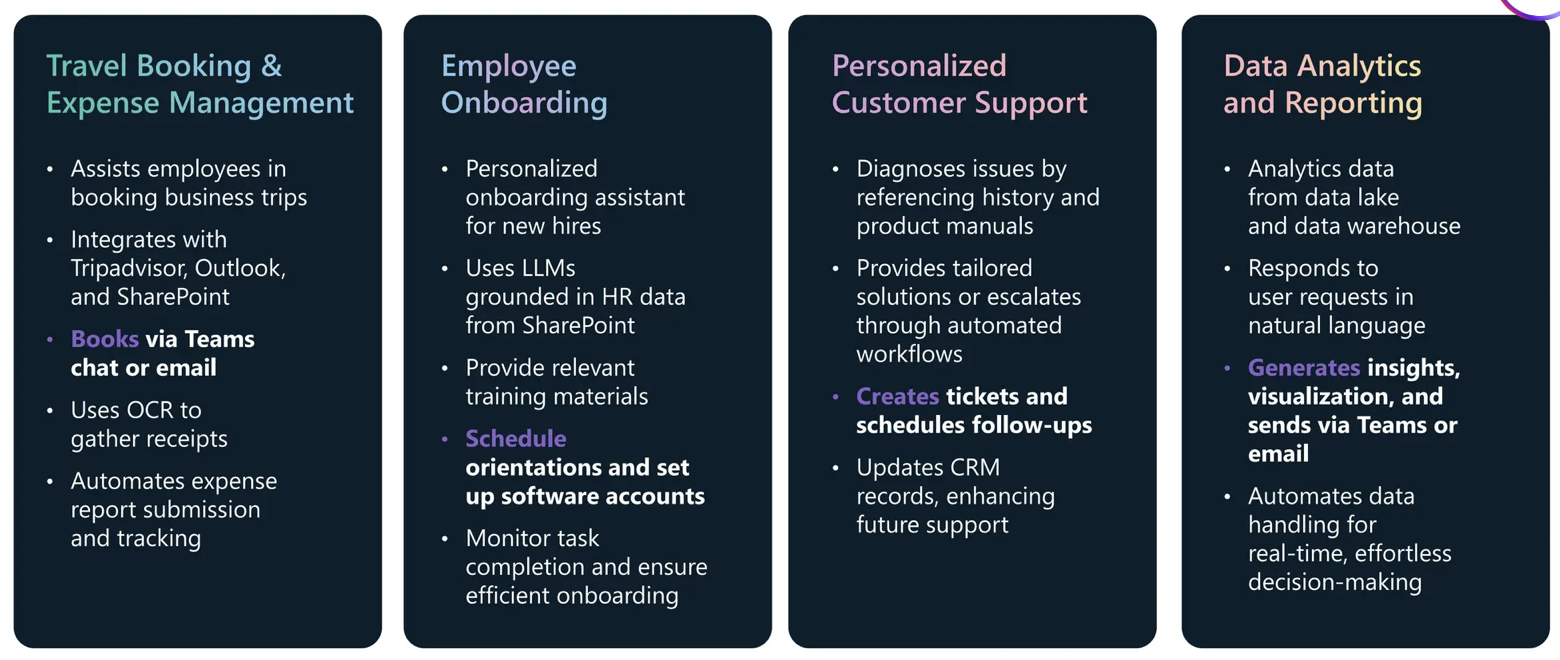 Travel Booking &
Expense Management
• Assists employees in
booking business trips
• Integrates with
Tripadvisor, Outlook,
and SharePoint
• Books via Teams
chat or email
• Uses OCR to
gather receipts
• Automates expense
report submission
and tracking
Employee
Onboarding
• Personalized
onboarding assistant
for new hires
• Uses LLMs
grounded in HR data
from SharePoint
• Provide relevant
training materials
• Schedule
orientations and set
up software accounts
• Monitor task
completion and ensure
efficient onboarding
Personalized
Customer Support
• Diagnoses issues by
referencing history and
product manuals
• Provides tailored
solutions or escalates
through automated
workflows
• Creates tickets and
schedules follow-ups
• Updates CRM
records, enhancing
future support
Data Analytics
and Reporting
• Analytics data
from data lake
and data warehouse
• Responds to
user requests in
natural language
• Generates insights,
visualization, and
sends via Teams or
email
• Automates data
handling for
real-time, effortless
decision-making